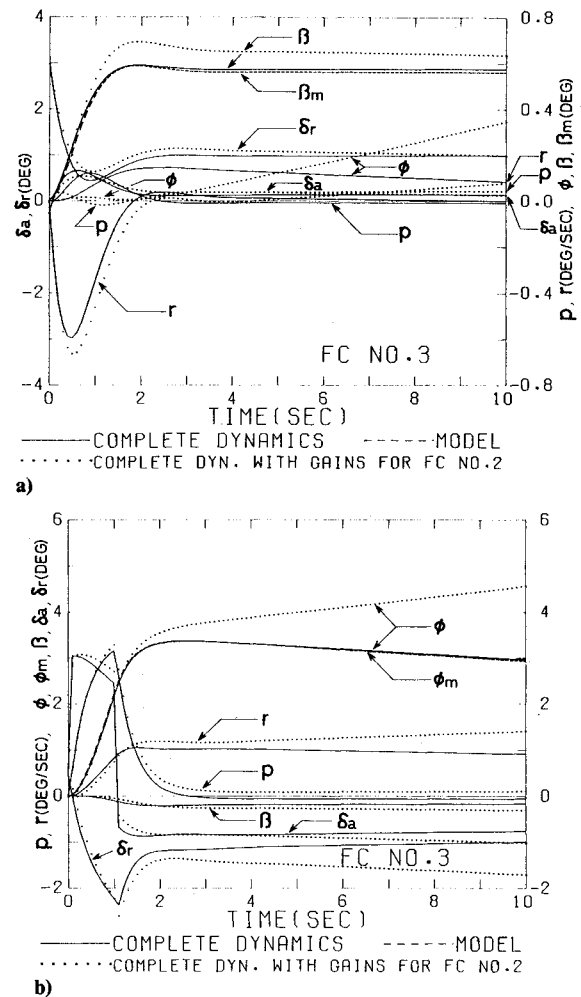 4
3
2
1
0
-2
-4
δa, δr(DEG)
0.8
0.4
0.0
-0.4
-0.8
p, r(DEG/SEC), ϕ, β, βm(DEG)
β
βm
δr
ϕ
r
ϕ
δa
p
p
p
δa
r
FC NO.3
0 2 4 6 8 10
TIME(SEC)
COMPLETE DYNAMICS MODEL
COMPLETE DYN. WITH GAINS FOR FC NO.2
a)
6
4
2
0
-2
p, r(DEG/SEC), ϕ, ϕm, β, δa, δr(DEG)
6
4
2
0
-2
ϕ
ϕm
r
p
β
δa
δr
FC NO.3
0 2 4 6 8 10
TIME(SEC)
COMPLETE DYNAMICS MODEL
COMPLETE DYN. WITH GAINS FOR FC NO.2
b)